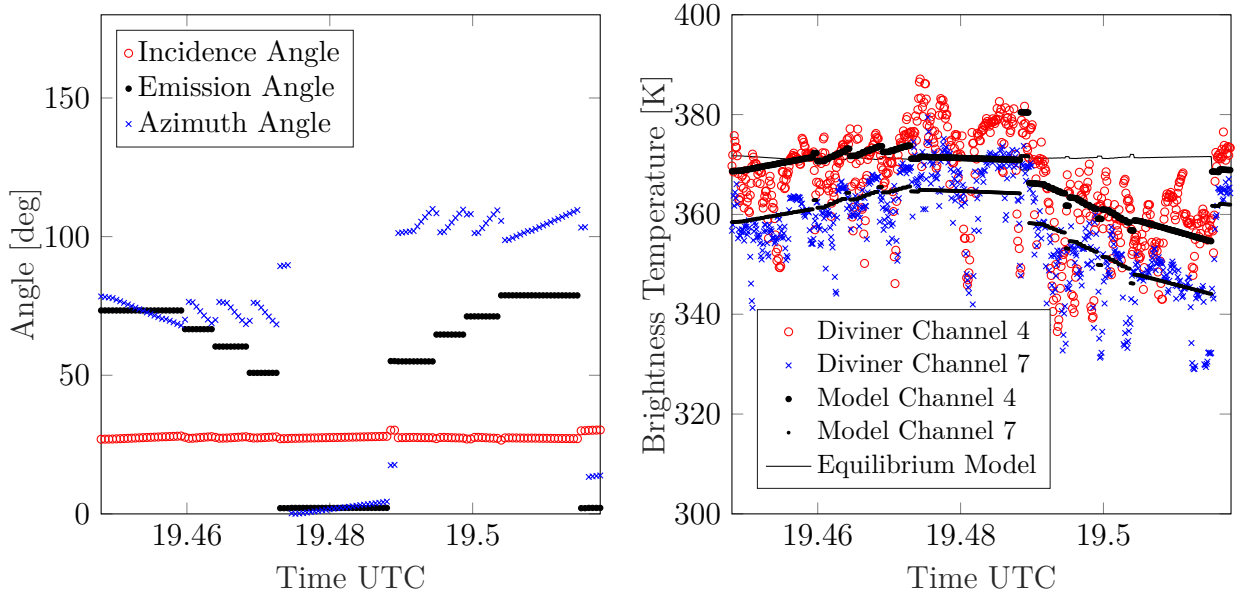 Incidence Angle
Emission Angle
Azimuth Angle
150
100
50
0
Angle [deg]
19.46 19.48 19.5
Time UTC
400
380
360
340
320
300
Brightness Temperature [K]
Diviner Channel 4
Diviner Channel 7
Model Channel 4
Model Channel 7
Equilibrium Model
19.46 19.48 19.5
Time UTC